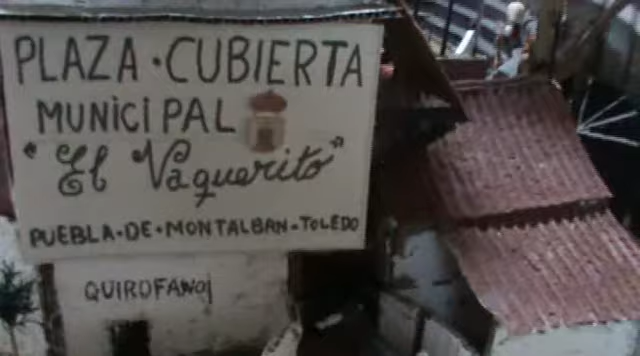 PLAZA · CUBIERTA
MUNICIPAL
"El Vaquerito"
PUEBLA-DE-MONTALBAN-TOLEDO
QUIROFANO